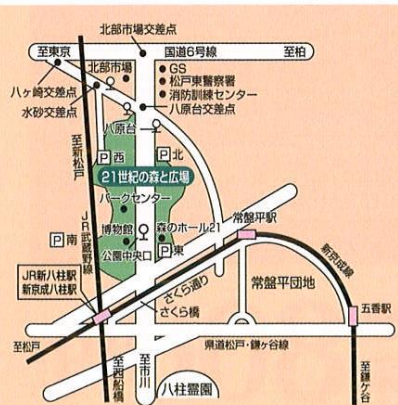 北部市場交差点
至東京
国道6号線
至柏
北部市場
GS
松戸東警察署
消防訓練センター
八ヶ崎交差点
水砂交差点
八原台交差点
八原台
至新松戸
P西
P北
21世紀の森と広場
パークセンター
JR武蔵野線
博物館
森のホール21
常盤平駅
P南
公園中央口
P東
新京成線
JR新八柱駅
新京成八柱駅
さくら通り
常盤平団地
さくら橋
五香駅
至松戸
県道松戸・鎌ヶ谷線
至西船橋
至市川
八柱霊園
至鎌ヶ谷